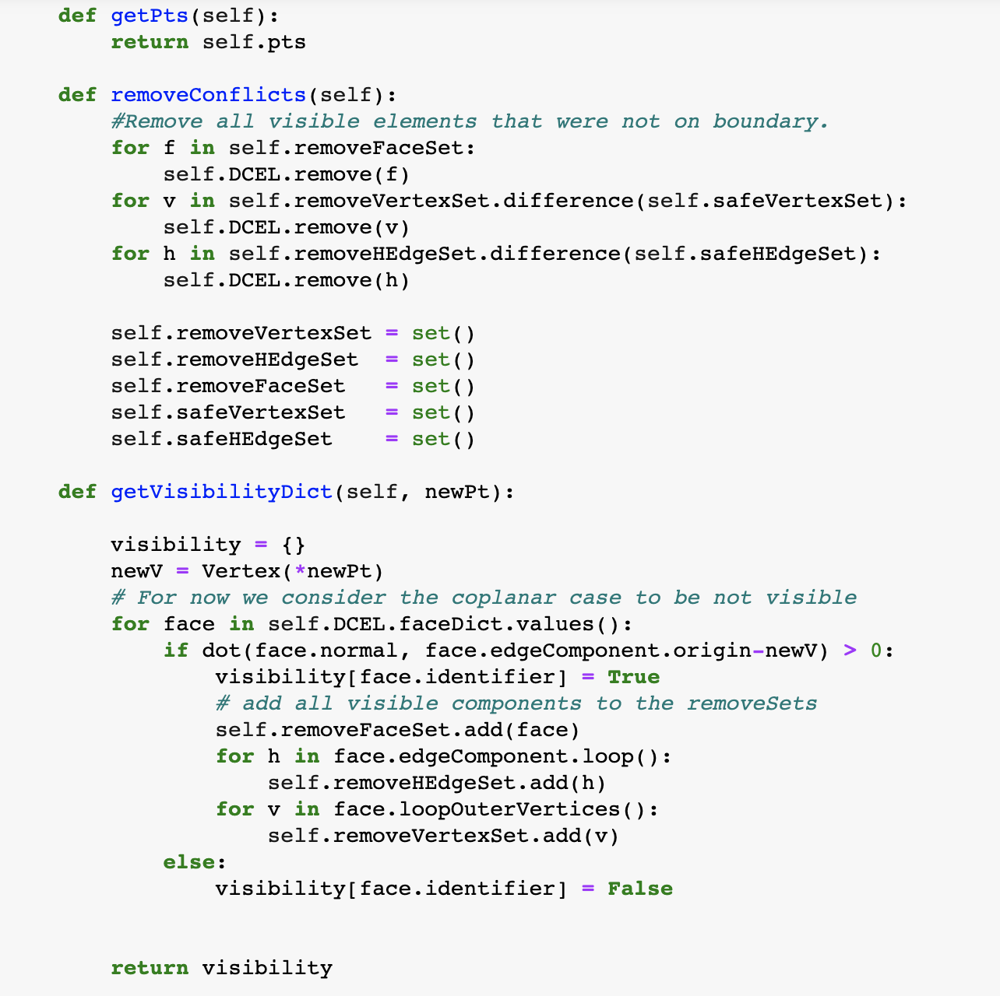 def getPts(self):
    return self.pts

def removeConflicts(self):
    #Remove all visible elements that were not on boundary.
    for f in self.removeFaceSet:
        self.DCEL.remove(f)
    for v in self.removeVertexSet.difference(self.safeVertexSet):
        self.DCEL.remove(v)
    for h in self.removeHEdgeSet.difference(self.safeHEdgeSet):
        self.DCEL.remove(h)

    self.removeVertexSet = set()
    self.removeHEdgeSet  = set()
    self.removeFaceSet   = set()
    self.safeVertexSet   = set()
    self.safeHEdgeSet    = set()

def getVisibilityDict(self, newPt):

    visibility = {}
    newV = Vertex(*newPt)
    # For now we consider the coplanar case to be not visible
    for face in self.DCEL.faceDict.values():
        if dot(face.normal, face.edgeComponent.origin-newV) > 0:
            visibility[face.identifier] = True
            # add all visible components to the removeSets
            self.removeFaceSet.add(face)
            for h in face.edgeComponent.loop():
                self.removeHEdgeSet.add(h)
            for v in face.loopOuterVertices():
                self.removeVertexSet.add(v)
        else:
            visibility[face.identifier] = False


    return visibility